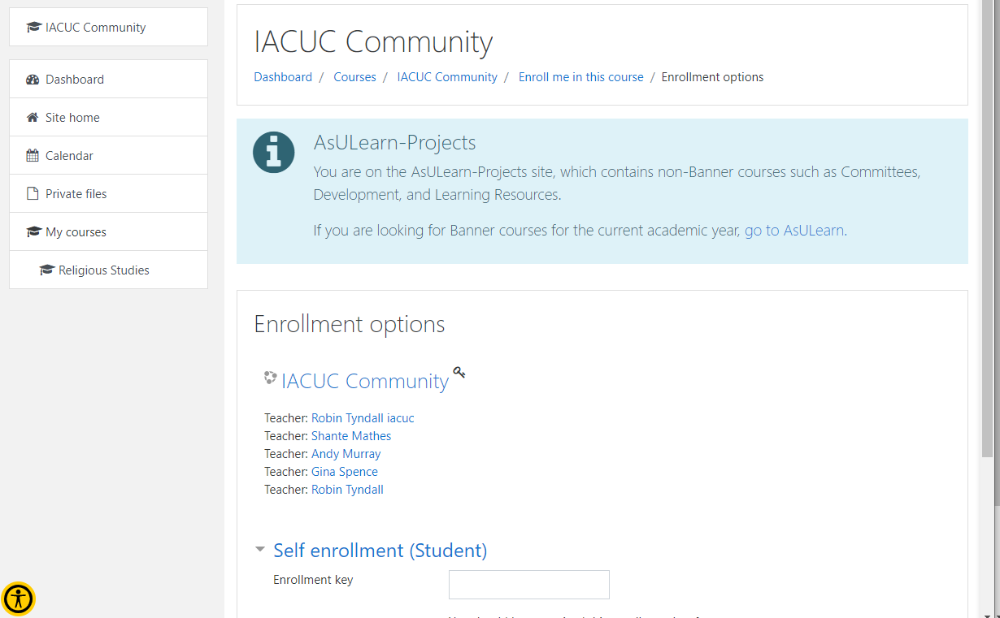 IACUC Community
Dashboard
Site home
Calendar
Private files
My courses
Religious Studies
IACUC Community
Dashboard / Courses / IACUC Community / Enroll me in this course / Enrollment options
AsULearn-Projects
You are on the AsULearn-Projects site, which contains non-Banner courses such as Committees,
Development, and Learning Resources.
If you are looking for Banner courses for the current academic year, go to AsULearn.
Enrollment options
IACUC Community
Teacher: Robin Tyndall iacuc
Teacher: Shante Mathes
Teacher: Andy Murray
Teacher: Gina Spence
Teacher: Robin Tyndall
Self enrollment (Student)
Enrollment key